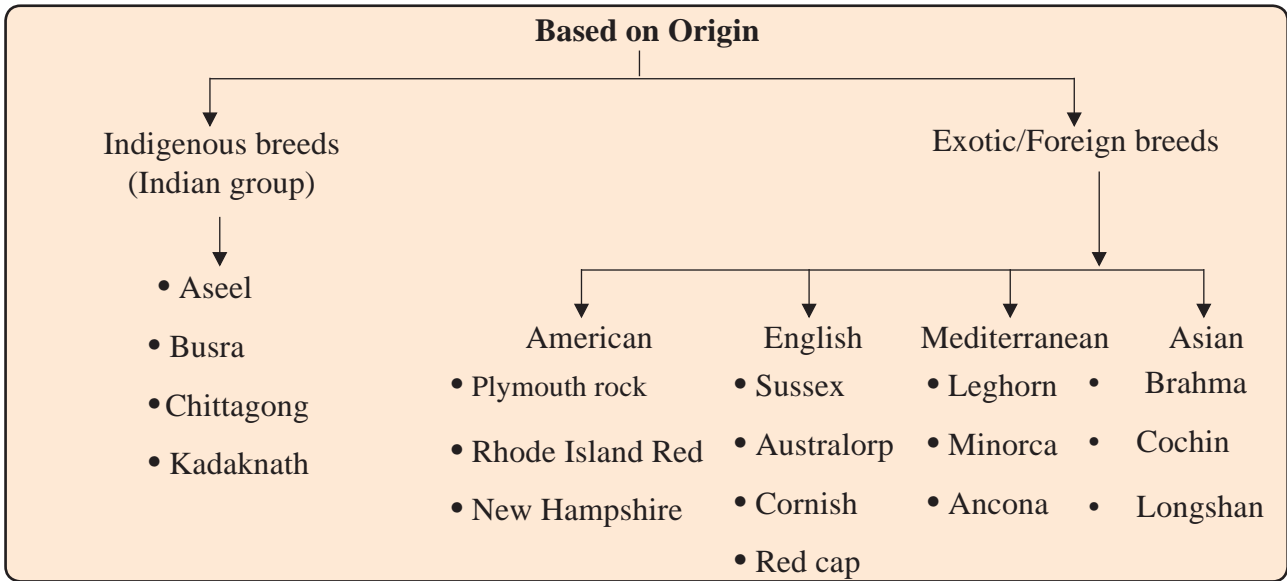 Based on Origin
Indigenous breeds
(Indian group)
• Aseel
• Busra
•Chittagong
• Kadaknath
Exotic/Foreign breeds
American
• Plymouth rock
• Rhode Island Red
• New Hampshire
English
• Sussex
• Australorp
• Cornish
• Red cap
Mediterranean
• Leghorn
• Minorca
• Ancona
Asian
• Brahma
• Cochin
• Longshan